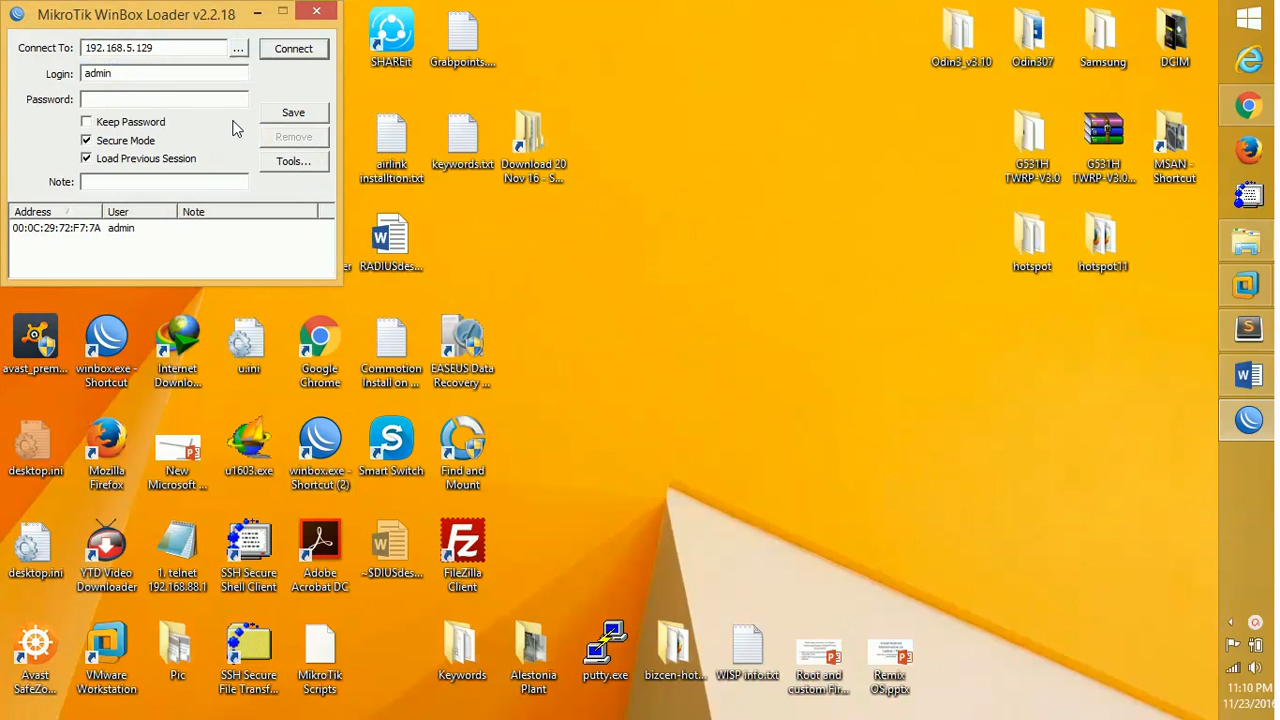 MikroTik WinBox Loader v2.2.18
Connect To:
192.168.5.129
...
Connect
Login:
admin
Password:
Keep Password
Save
Secure Mode
Remove
Load Previous Session
Tools...
Note:
Address
User
Note
00:0C:29:72:F7:7A
admin
SHAREit
Grabpoints....
Odin3_v3.10
Odin307
Samsung
DCIM
airlink
installtion.txt
keywords.txt
Download 20
Nov 16 - S...
G531H
TWRP-V3.0
G531H
TWRP-V3.0...
MSAN -
Shortcut
RADIUSdes...
hotspot
hotspot11
avast_prem...
winbox.exe -
Shortcut
Internet
Downlo...
u.ini
Google
Chrome
Commotion
Install on ...
EASEUS Data
Recovery ...
desktop.ini
Mozilla
Firefox
New
Microsoft ...
u1603.exe
winbox.exe -
Shortcut (2)
Smart Switch
Find and
Mount
desktop.ini
YTD Video
Downloader
1. telnet
192.168.88.1
SSH Secure
Shell Client
Adobe
Acrobat DC
~SDIUSdes...
FileZilla
Client
Avast
SafeZo...
VMware
Workstation
Pic
SSH Secure
File Transf...
MikroTik
Scripts
Keywords
Alestonia
Plant
putty.exe
bizcen-hot...
WISP info.txt
Root and
custom Fir...
Remix
OS.pptx
11:10 PM